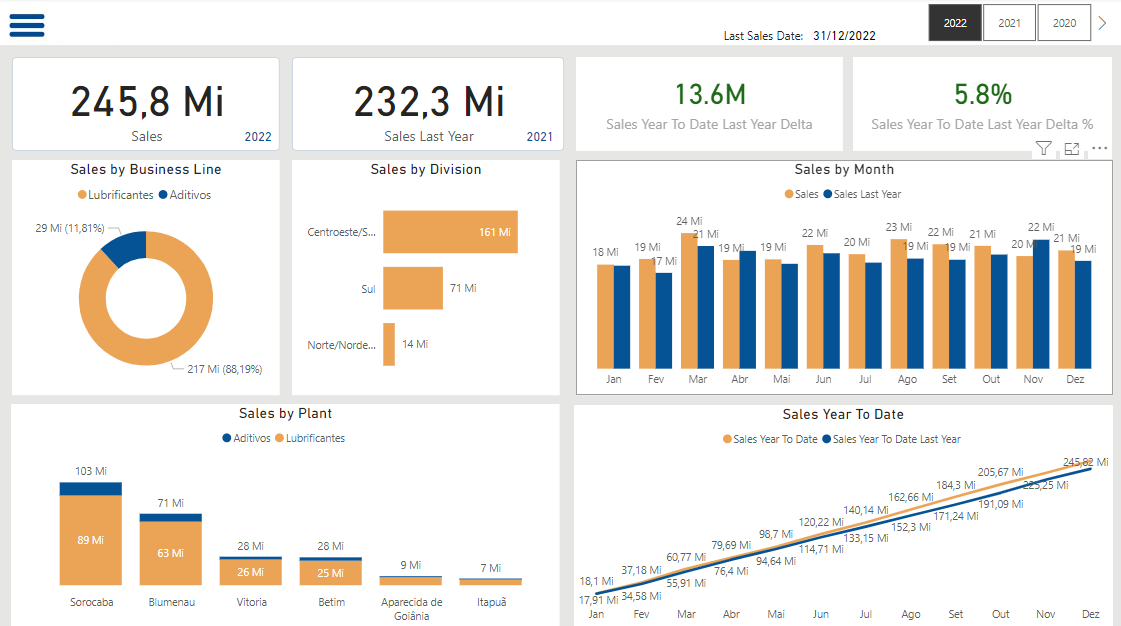 Last Sales Date: 31/12/2022
2022 2021 2020
245,8 Mi
Sales 2022
232,3 Mi
Sales Last Year 2021
13.6M
Sales Year To Date Last Year Delta
5.8%
Sales Year To Date Last Year Delta %
Sales by Business Line
Lubrificantes Aditivos
29 Mi (11,81%)
217 Mi (88,19%)
Sales by Division
Centroeste/S... 161 Mi
Sul 71 Mi
Norte/Norde... 14 Mi
Sales by Month
Sales Sales Last Year
18 Mi 19 Mi 17 Mi 24 Mi 21 Mi 19 Mi 19 Mi 22 Mi 20 Mi 23 Mi 19 Mi 22 Mi 19 Mi 21 Mi 20 Mi 22 Mi 21 Mi 19 Mi
Jan Fev Mar Abr Mai Jun Jul Ago Set Out Nov Dez
Sales by Plant
Aditivos Lubrificantes
103 Mi 71 Mi 28 Mi 28 Mi 9 Mi 7 Mi
89 Mi 63 Mi 26 Mi 25 Mi
Sorocaba Blumenau Vitoria Betim Aparecida de Itapuã
Goiânia
Sales Year To Date
Sales Year To Date Sales Year To Date Last Year
18,1 Mi 37,18 Mi 60,77 Mi 79,69 Mi 98,7 Mi 120,22 Mi 140,14 Mi 162,66 Mi 184,3 Mi 205,67 Mi 245,82 Mi
17,91 Mi 34,58 Mi 55,91 Mi 76,4 Mi 94,64 Mi 114,71 Mi 133,15 Mi 152,3 Mi 171,24 Mi 191,09 Mi 225,25 Mi
Jan Fev Mar Abr Mai Jun Jul Ago Set Out Nov Dez